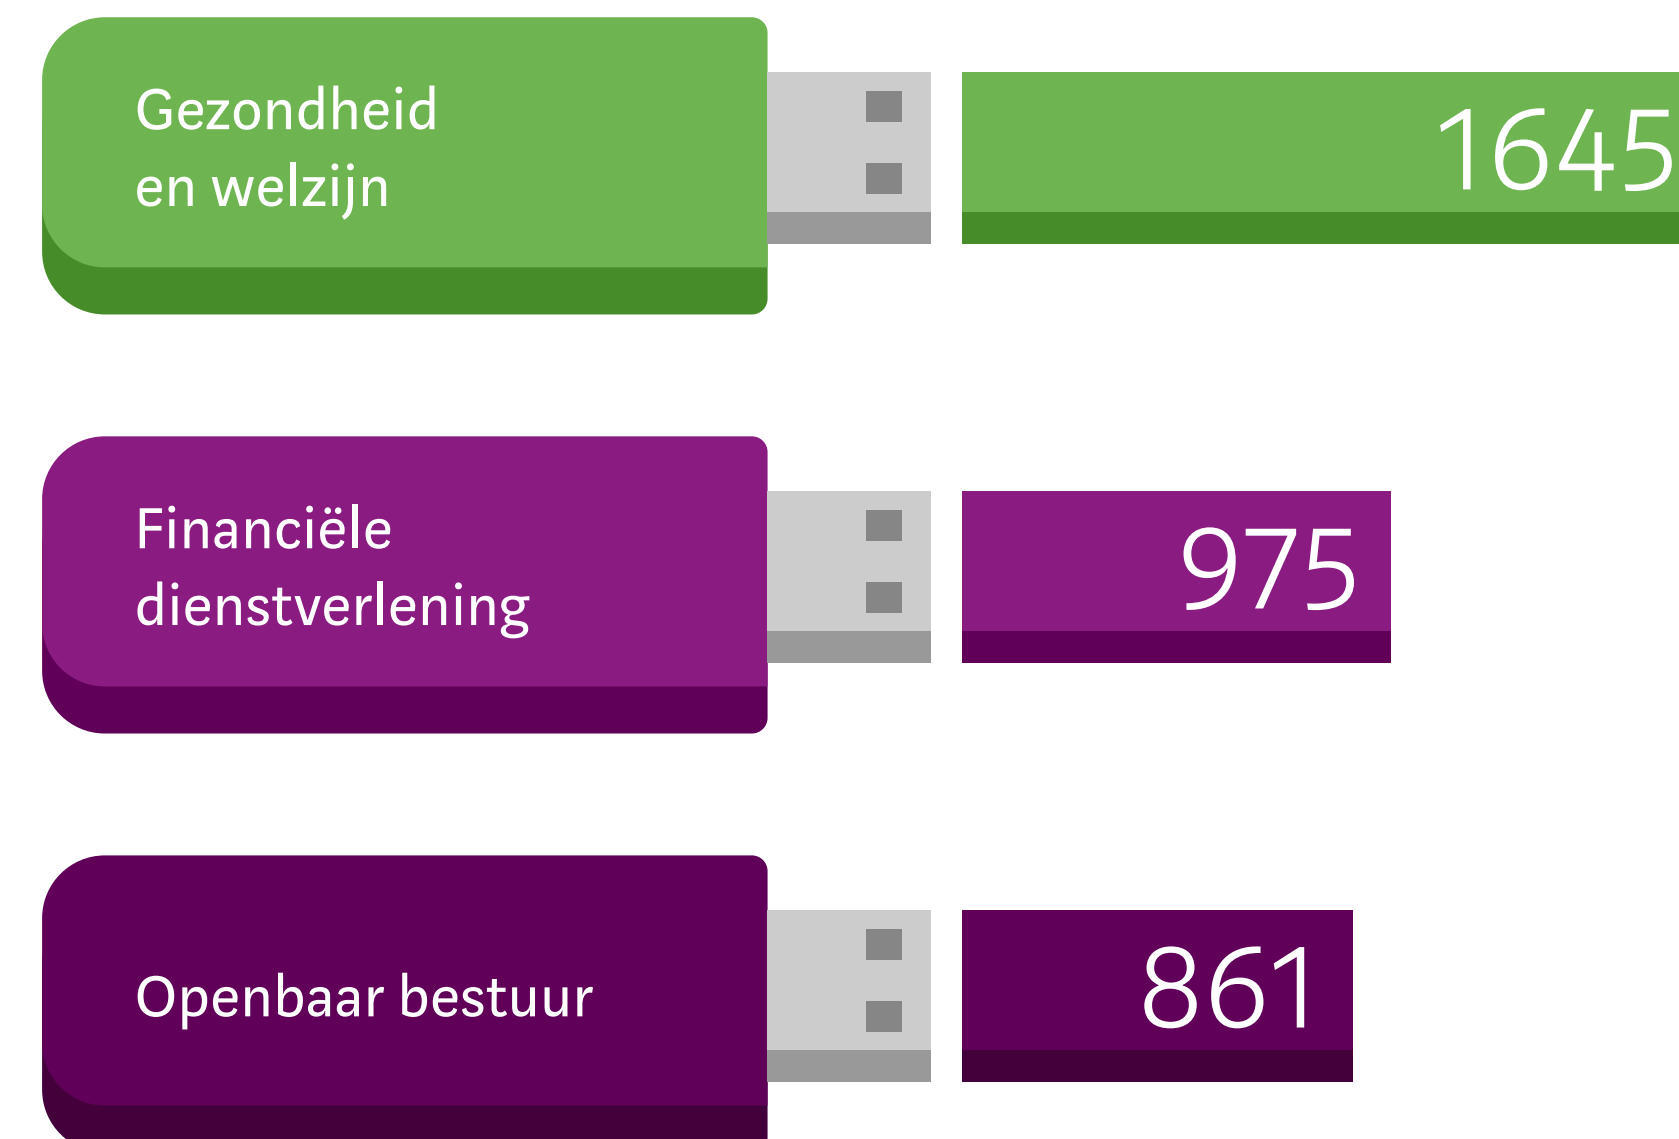 Gezondheid
en welzijn
1645
Financiële
dienstverlening
975
Openbaar bestuur
861